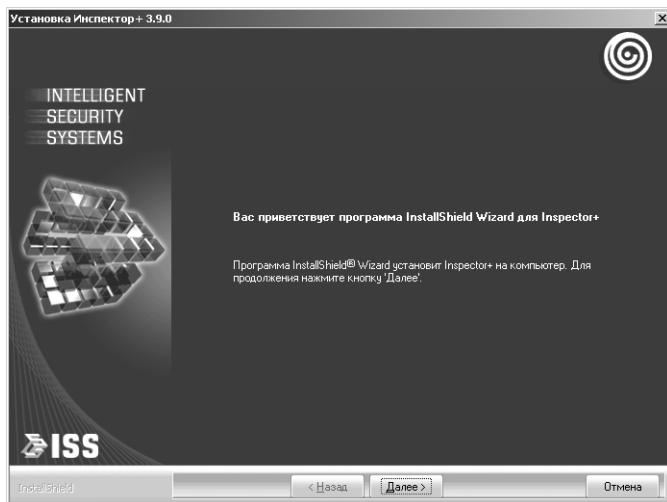 Установка Инспектор+ 3.9.0
INTELLIGENT
SECURITY
SYSTEMS
Вас приветствует программа InstallShield Wizard для Inspector+
Программа InstallShield® Wizard установит Inspector+ на компьютер. Для
продолжения нажмите кнопку 'Далее'.
ISS
InstallShield
< Назад
Далее >
Отмена